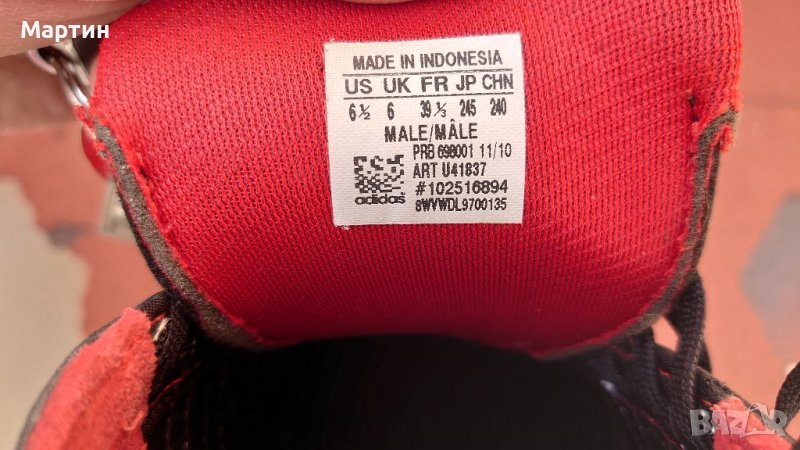 Мартин
MADE IN INDONESIA
US UK FR JP CHN
6½ 6 39⅓ 245 240
MALE/MÂLE
PRB 698001 11/10
ART U41837
#102516894
adidas 8WVWDL9700135
BAZAR